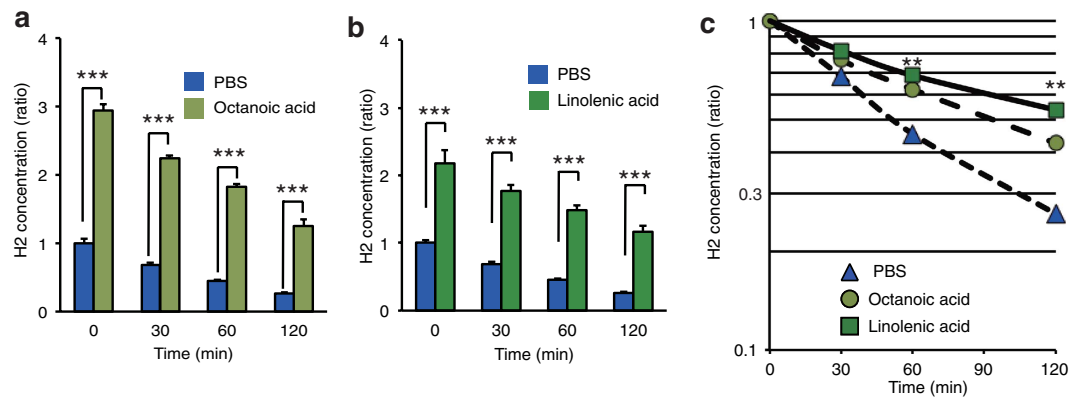 a
4
3
2
1
0
H2 concentration (ratio)
***
***
***
***
PBS
Octanoic acid
0 30 60 120
Time (min)
b
4
3
2
1
0
H2 concentration (ratio)
***
***
***
***
PBS
Linolenic acid
0 30 60 120
Time (min)
c
1
0.3
0.1
H2 concentration (ratio)
**
**
PBS
Octanoic acid
Linolenic acid
0 30 60 90 120
Time (min)